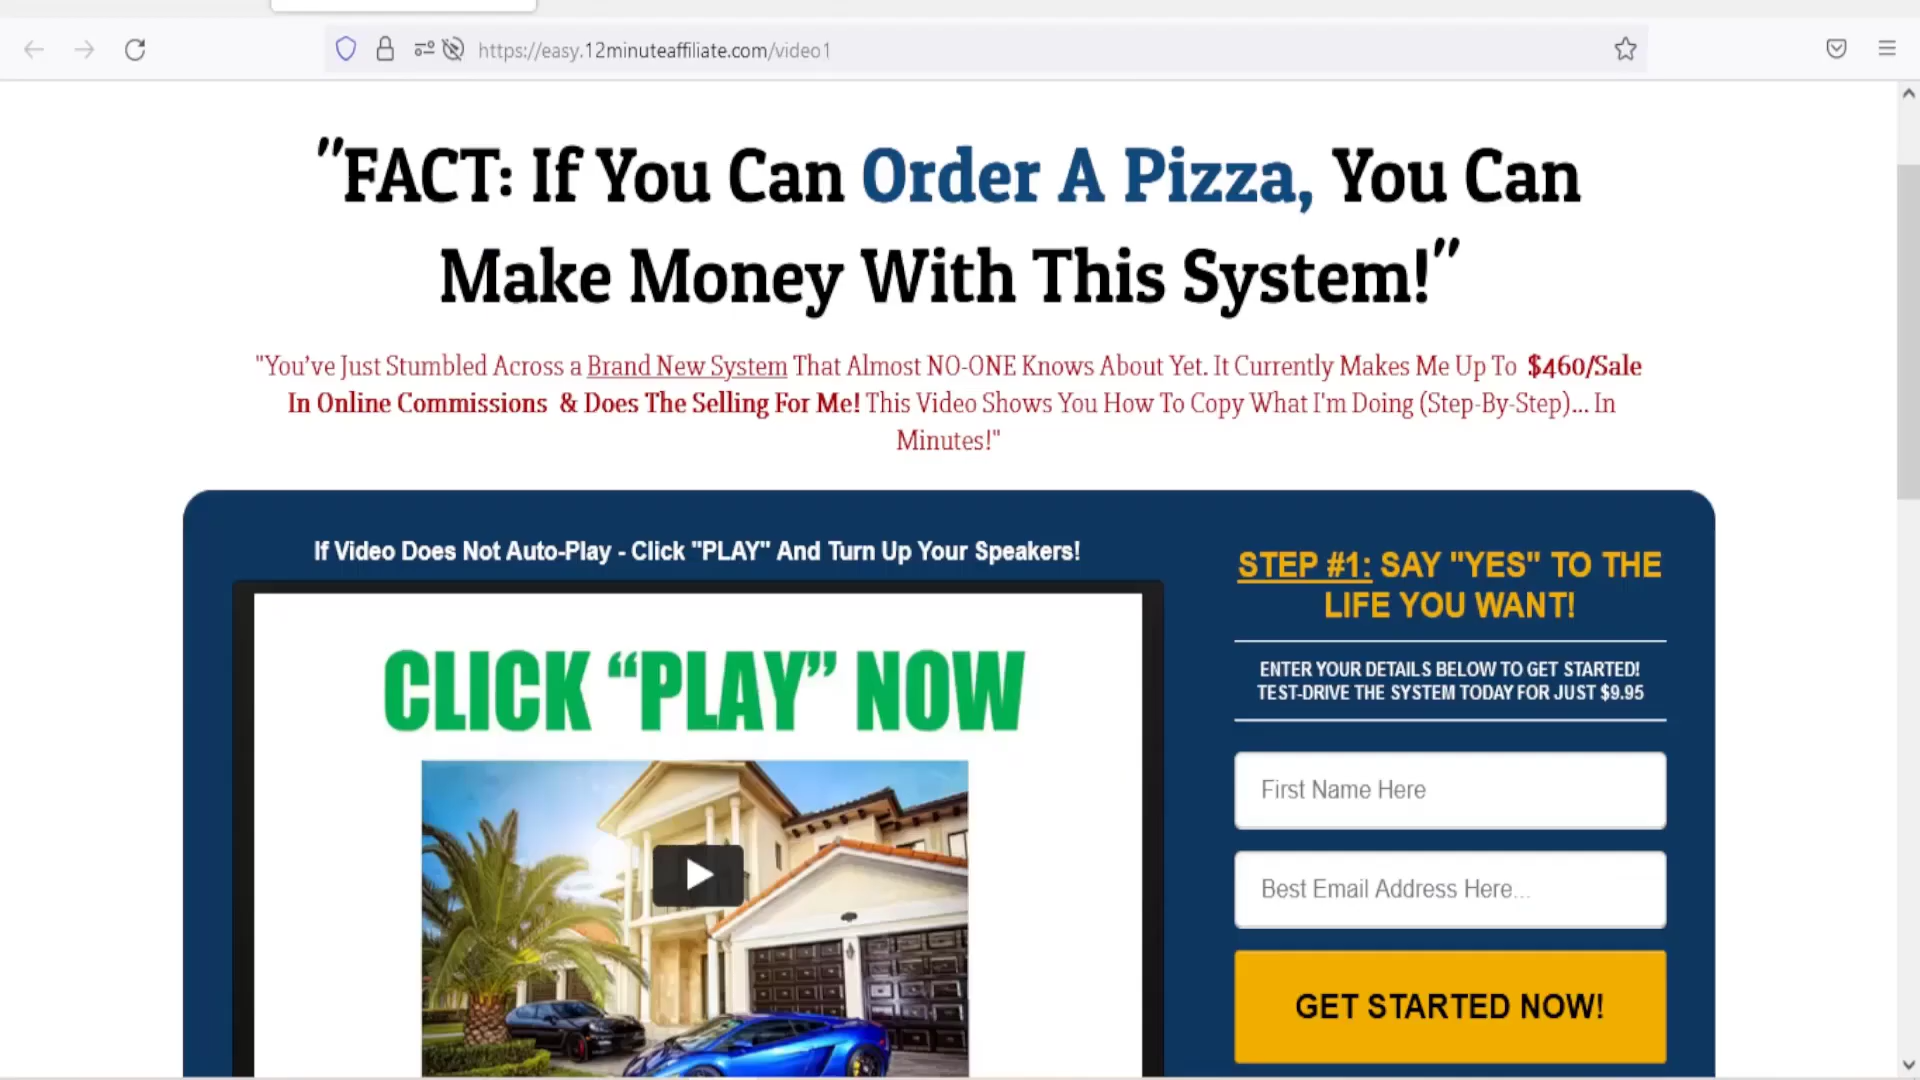 https://easy.12minuteaffiliate.com/video1
"FACT: If You Can Order A Pizza, You Can
Make Money With This System!"
"You’ve Just Stumbled Across a Brand New System That Almost NO-ONE Knows About Yet. It Currently Makes Me Up To $460/Sale
In Online Commissions & Does The Selling For Me! This Video Shows You How To Copy What I'm Doing (Step-By-Step)... In
Minutes!"
If Video Does Not Auto-Play - Click "PLAY" And Turn Up Your Speakers!
CLICK “PLAY” NOW
STEP #1: SAY "YES" TO THE
LIFE YOU WANT!
ENTER YOUR DETAILS BELOW TO GET STARTED!
TEST-DRIVE THE SYSTEM TODAY FOR JUST $9.95
First Name Here
Best Email Address Here...
GET STARTED NOW!